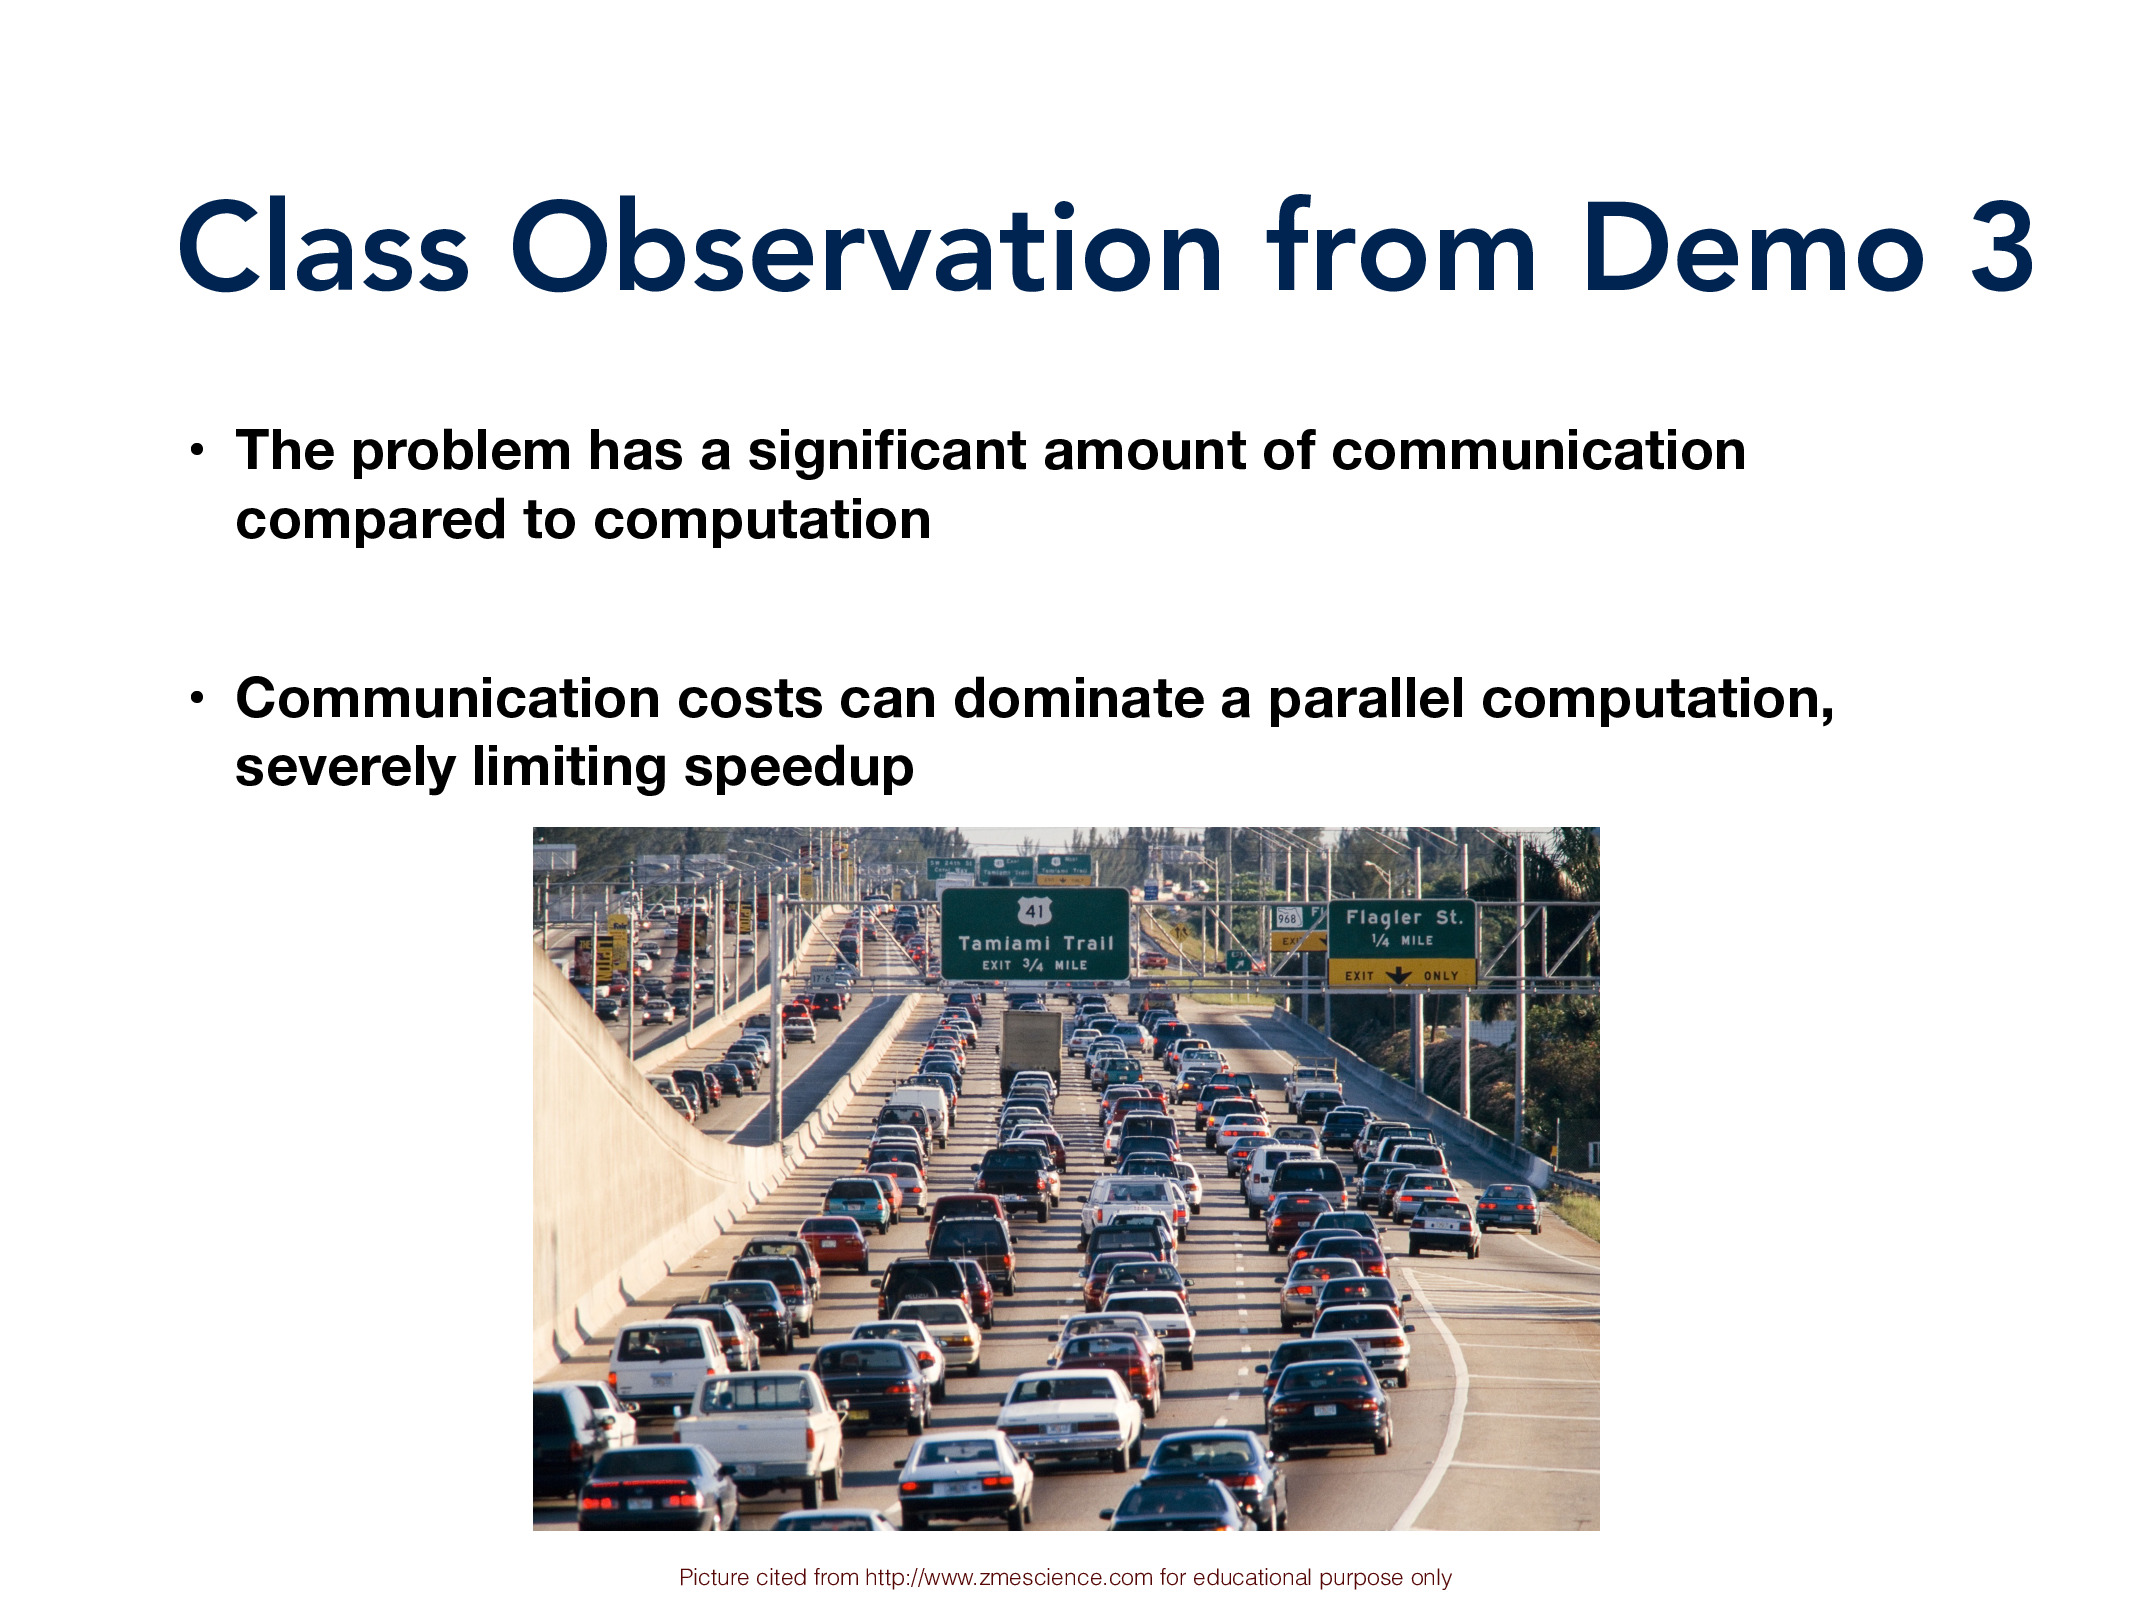 Class Observation from Demo 3
• The problem has a significant amount of communication
compared to computation
• Communication costs can dominate a parallel computation,
severely limiting speedup
41
Tamiami Trail
EXIT 3/4 MILE
968
Flagler St.
1/4 MILE
EXIT ONLY
Picture cited from http://www.zmescience.com for educational purpose only